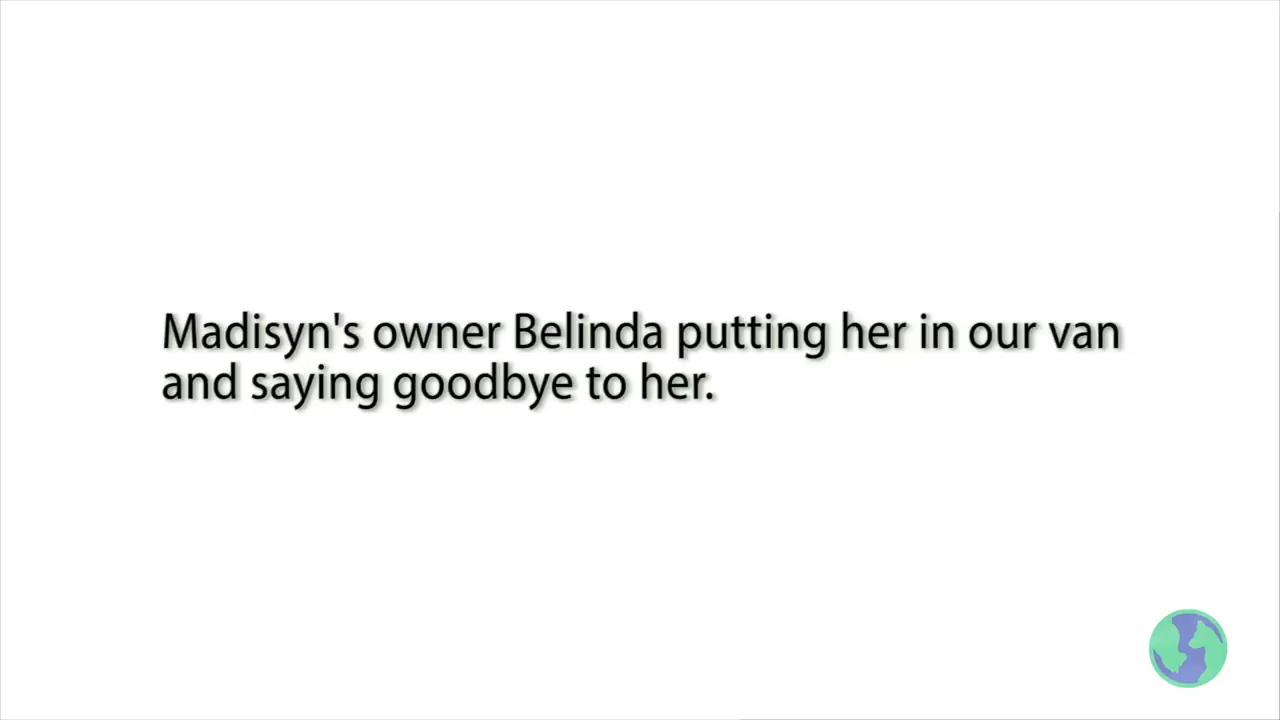 Madisyn's owner Belinda putting her in our van
and saying goodbye to her.